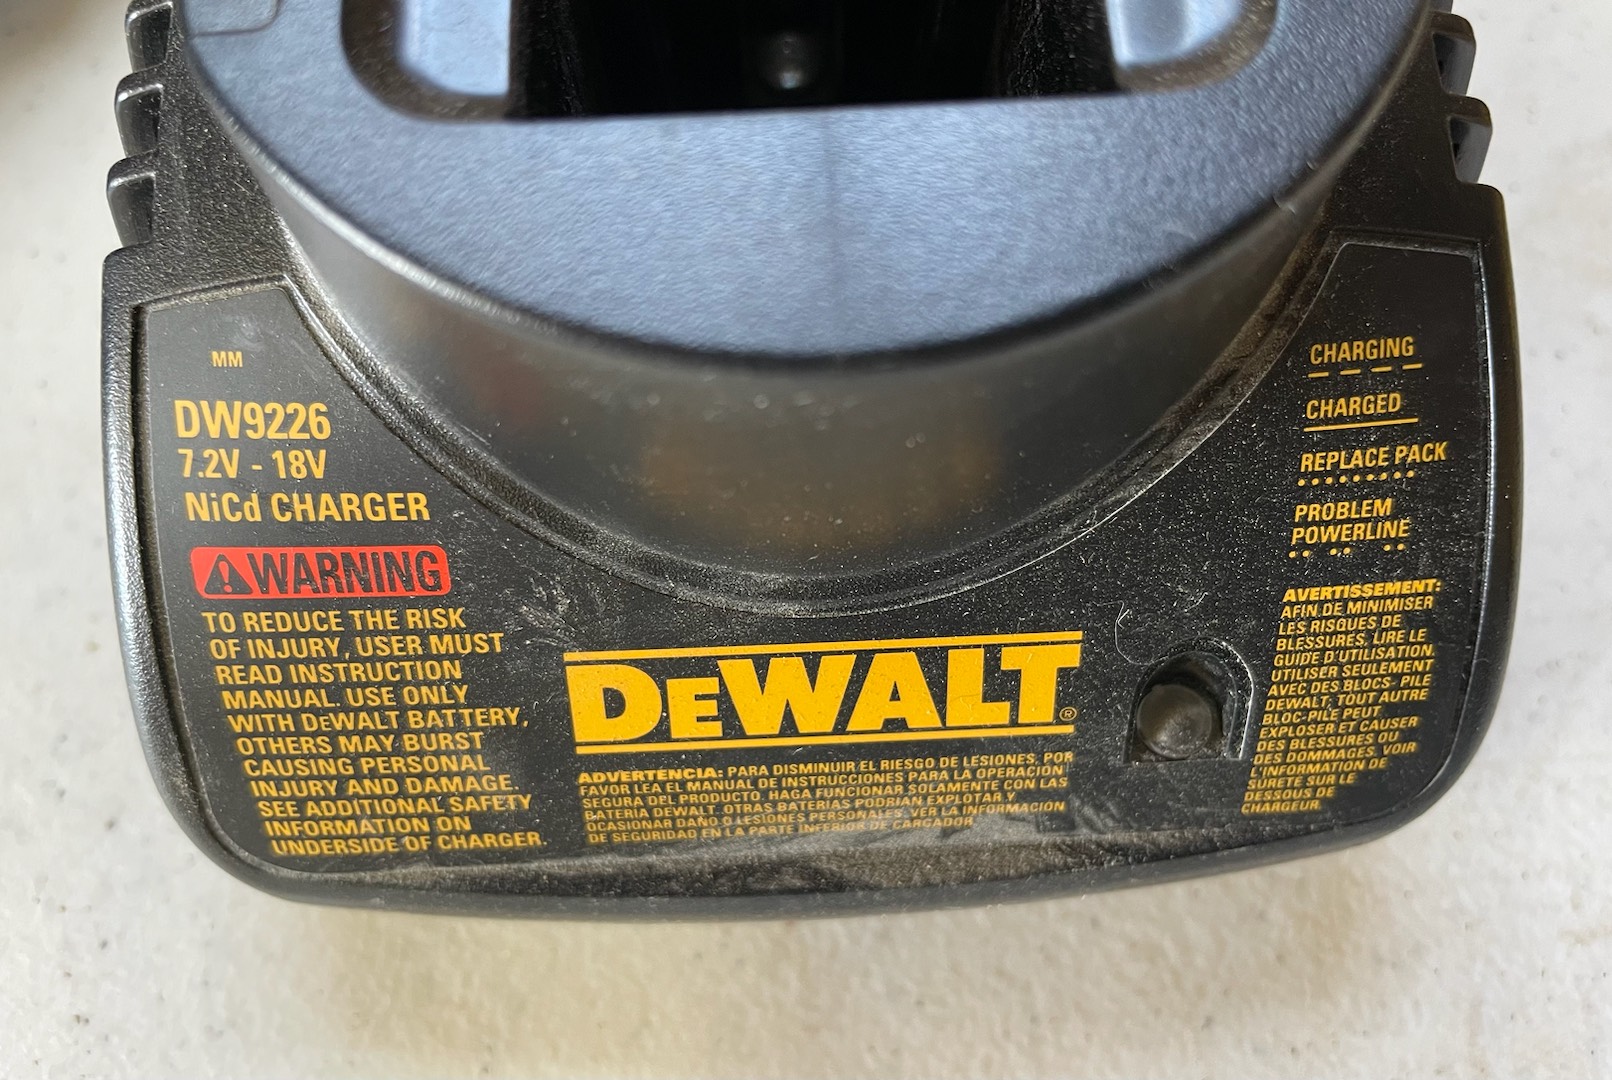 MM
DW9226
7.2V - 18V
NiCd CHARGER
WARNING
TO REDUCE THE RISK
OF INJURY, USER MUST
READ INSTRUCTION
MANUAL. USE ONLY
WITH DEWALT BATTERY,
OTHERS MAY BURST
CAUSING PERSONAL
INJURY AND DAMAGE.
SEE ADDITIONAL SAFETY
INFORMATION ON
UNDERSIDE OF CHARGER.
DEWALT®
ADVERTENCIA: PARA DISMINUIR EL RIESGO DE LESIONES, POR
FAVOR LEA EL MANUAL DE INSTRUCCIONES PARA LA OPERACIÓN
SEGURA DEL PRODUCTO. HAGA FUNCIONAR SOLAMENTE CON LAS
BATERIA DEWALT. OTRAS BATERIAS PODRIAN EXPLOTAR Y
OCASIONAR DAÑO O LESIONES PERSONALES. VER LA INFORMACIÓN
DE SEGURIDAD EN LA PARTE INFERIOR DE CARGADOR.
CHARGING
CHARGED
REPLACE PACK
PROBLEM
POWERLINE
AVERTISSEMENT:
AFIN DE MINIMISER
LES RISQUES DE
BLESSURES, LIRE LE
GUIDE D'UTILISATION.
UTILISER SEULEMENT
AVEC DES BLOCS-PILE
DEWALT; TOUT AUTRE
BLOC-PILE PEUT
EXPLOSER ET CAUSER
DES BLESSURES OU
DES DOMMAGES. VOIR
L'INFORMATION DE
SURETÉ SUR LE
DESSOUS DE
CHARGEUR.